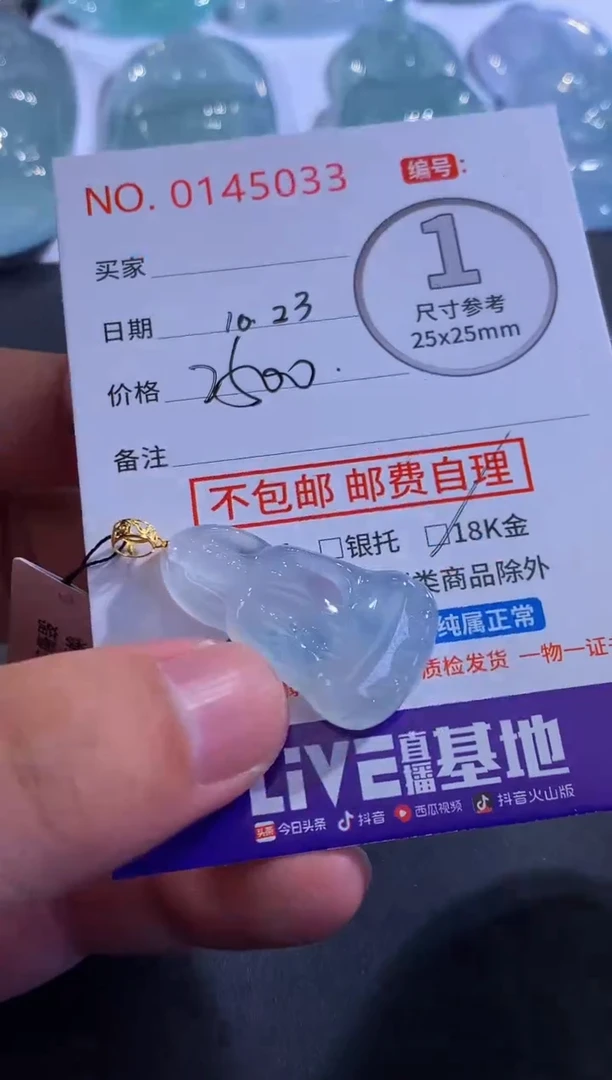 NO. 0145033 编号:
买家
1
尺寸参考
25x25mm
日期 10.23
价格 2600.
备注
不包邮 邮费自理
□银托 □18K金
类商品除外
纯属正常
质检发货 一物一证
LiVE直播基地
头条 今日头条 抖音 西瓜视频 抖音火山版